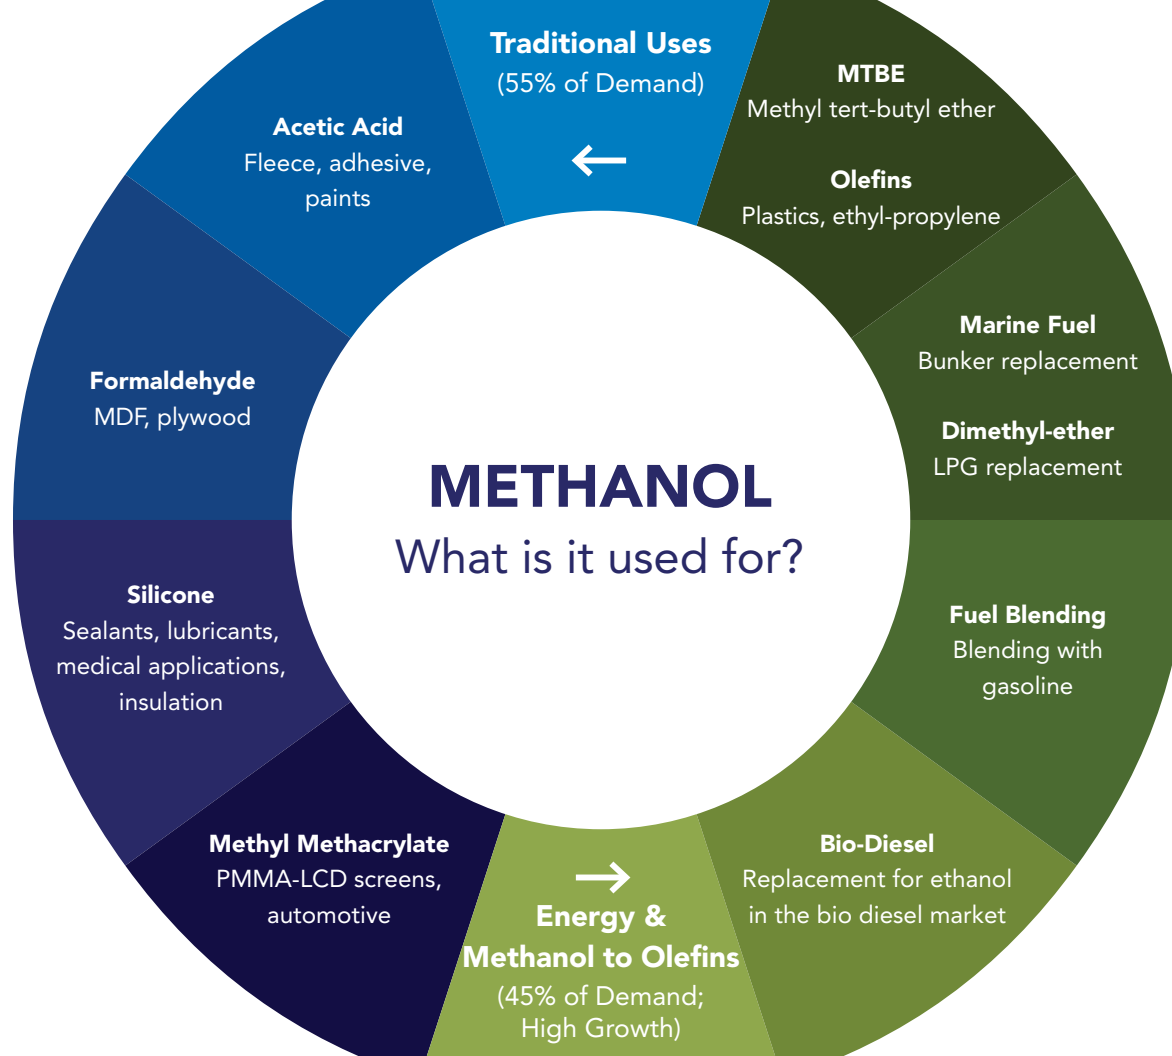 Traditional Uses
(55% of Demand)
MTBE
Methyl tert-butyl ether
Olefins
Plastics, ethyl-propylene
Acetic Acid
Fleece, adhesive,
paints
Marine Fuel
Bunker replacement
Dimethyl-ether
LPG replacement
Formaldehyde
MDF, plywood
METHANOL
What is it used for?
Silicone
Sealants, lubricants,
medical applications,
insulation
Fuel Blending
Blending with
gasoline
Methyl Methacrylate
PMMA-LCD screens,
automotive
Energy &
Methanol to Olefins
(45% of Demand;
High Growth)
Bio-Diesel
Replacement for ethanol
in the bio diesel market